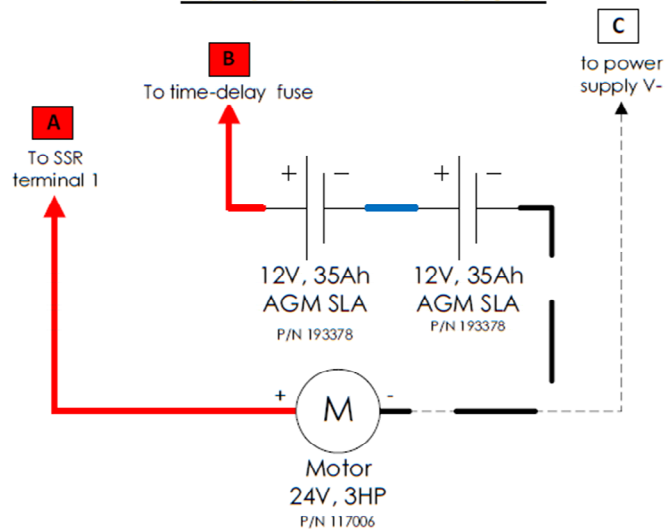 C
to power
supply V-
B
To time-delay fuse
A
To SSR
terminal 1
+ − + −
12V, 35Ah
AGM SLA
P/N 193378
12V, 35Ah
AGM SLA
P/N 193378
+ M -
Motor
24V, 3HP
P/N 117006